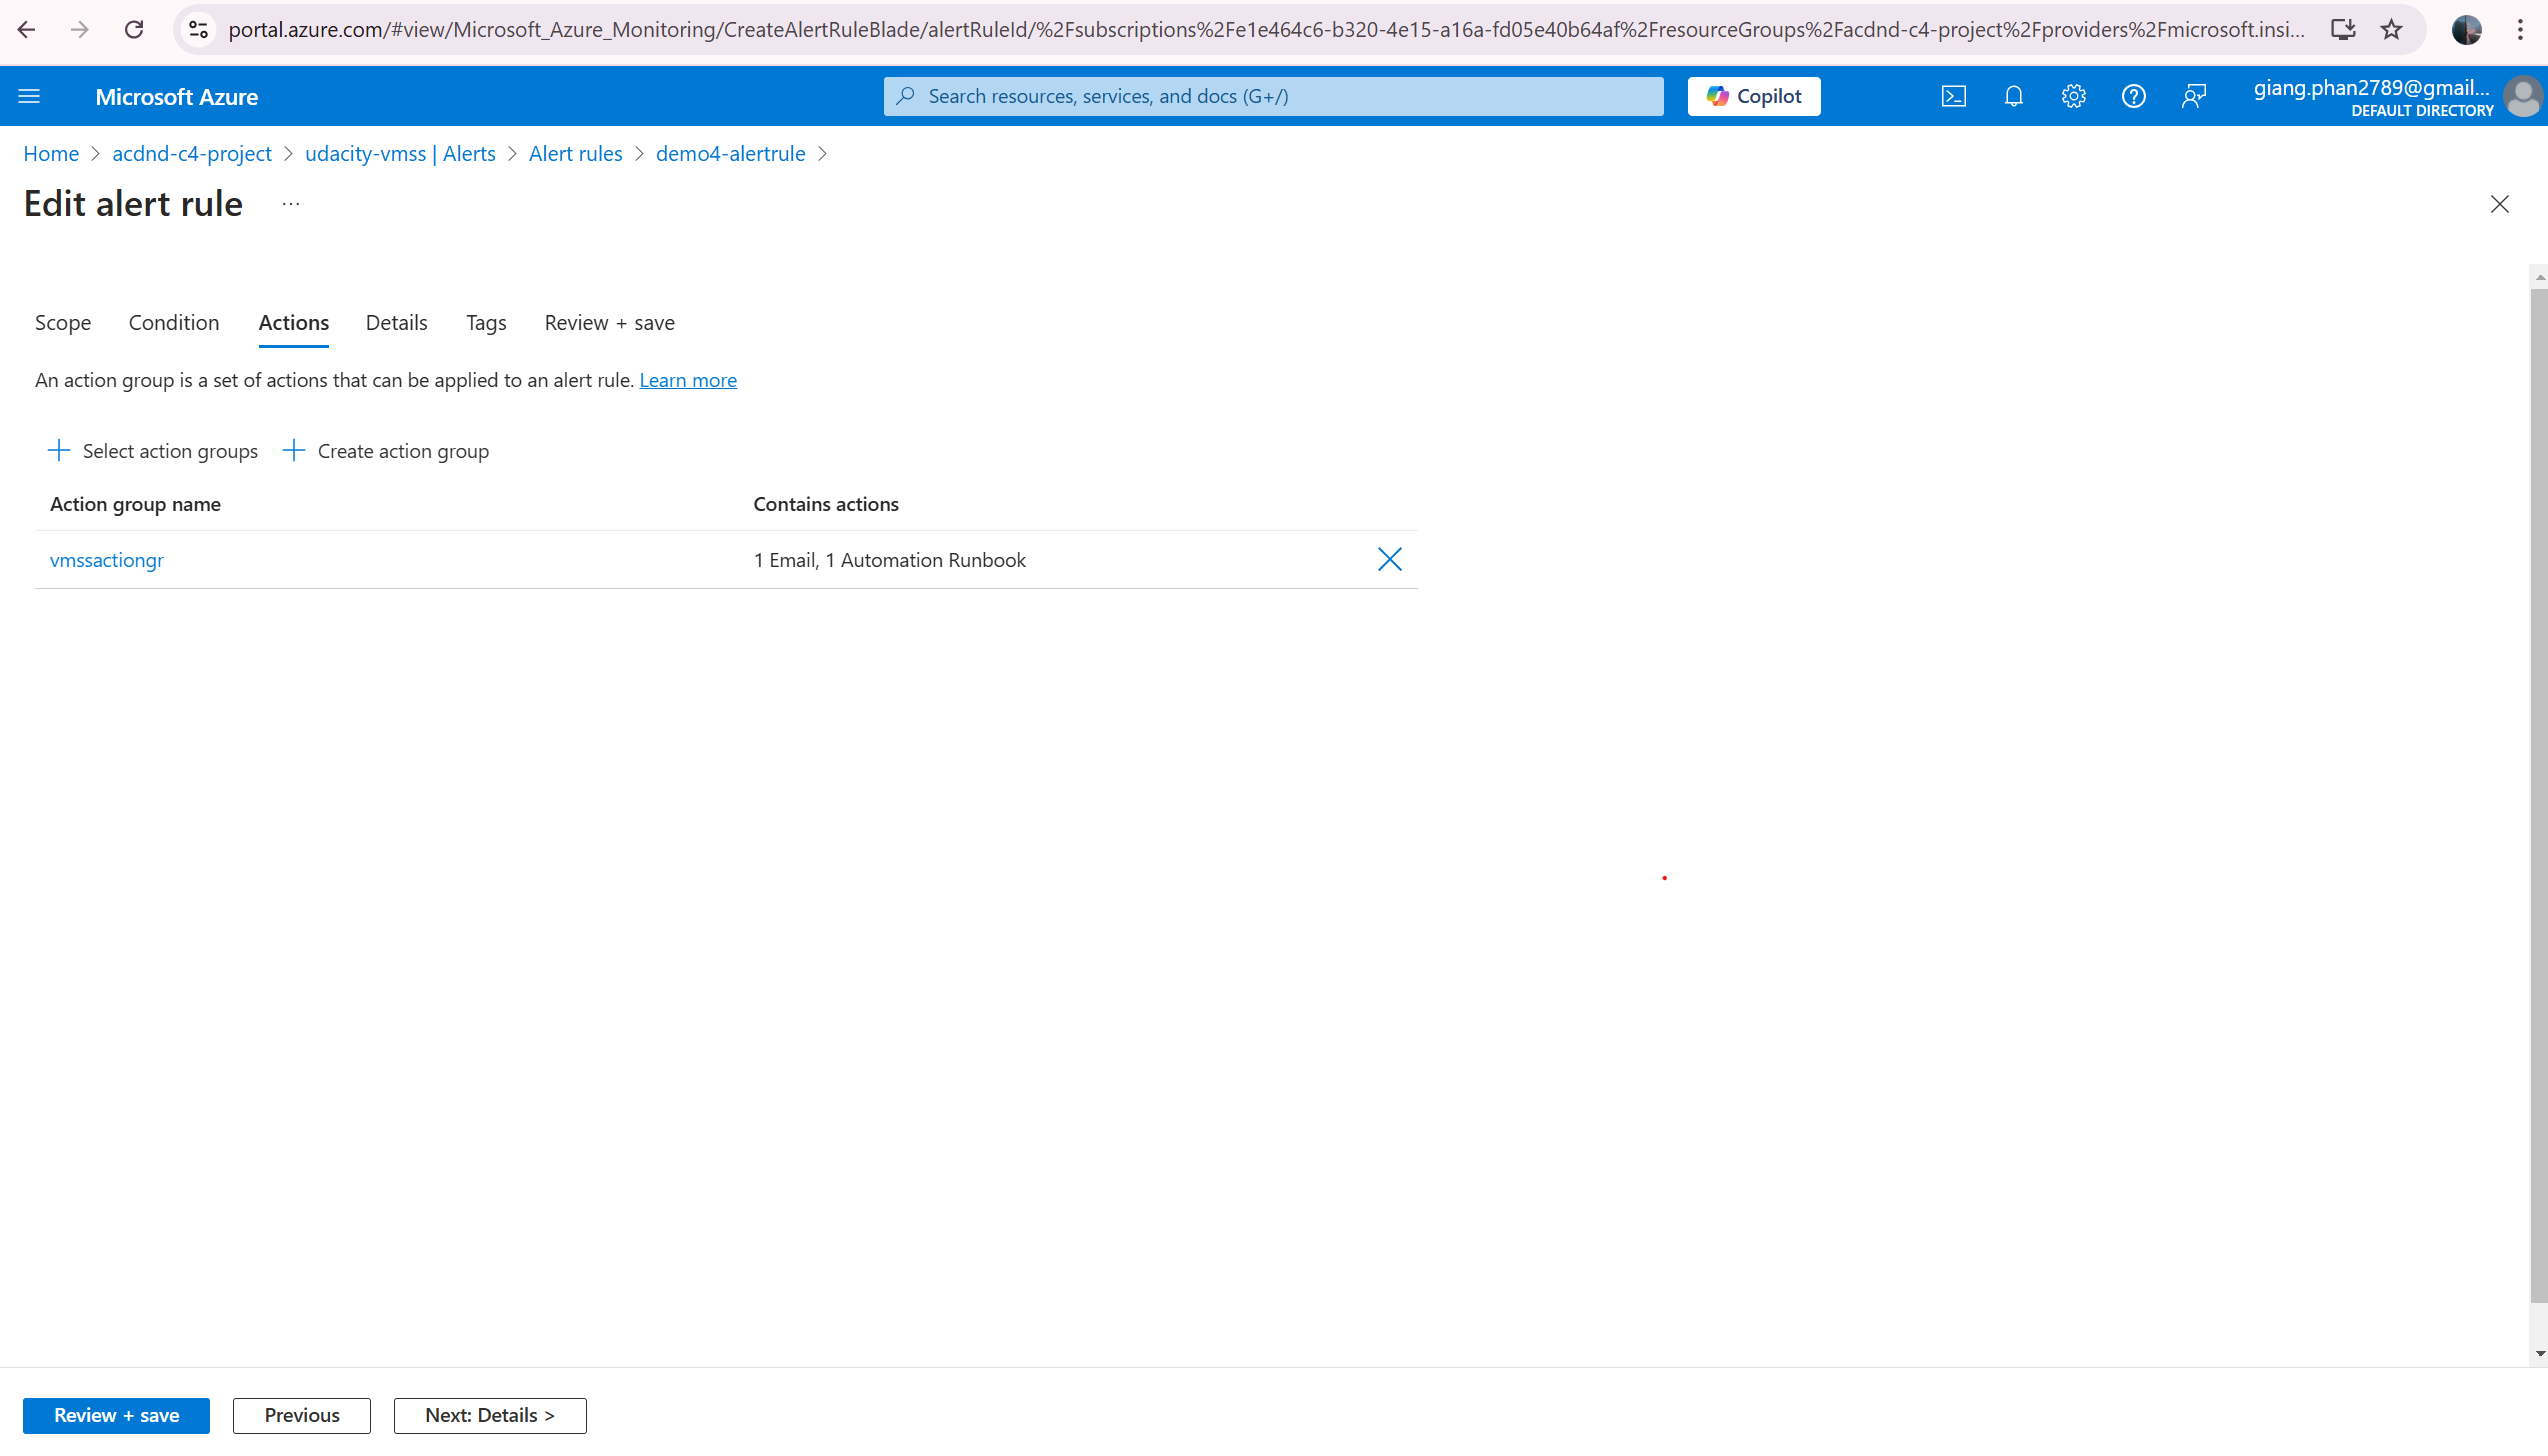 portal.azure.com/#view/Microsoft_Azure_Monitoring/CreateAlertRuleBlade/alertRuleId/%2Fsubscriptions%2Fe1e464c6-b320-4e15-a16a-fd05e40b64af%2FresourceGroups%2Facdnd-c4-project%2Fproviders%2Fmicrosoft.insi...
Microsoft Azure
Search resources, services, and docs (G+/)
Copilot
giang.phan2789@gmail...
DEFAULT DIRECTORY
Home > acdnd-c4-project > udacity-vmss | Alerts > Alert rules > demo4-alertrule >
Edit alert rule ...
Scope Condition Actions Details Tags Review + save
An action group is a set of actions that can be applied to an alert rule. Learn more
+ Select action groups + Create action group
Action group name Contains actions
vmssactiongr 1 Email, 1 Automation Runbook
Review + save Previous Next: Details >